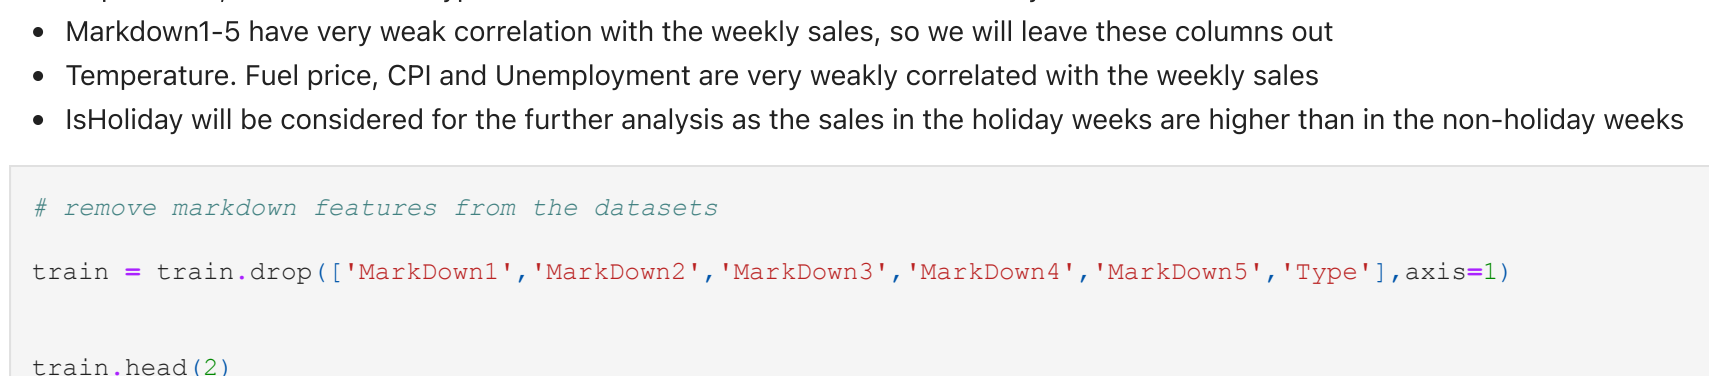 Markdown1-5 have very weak correlation with the weekly sales, so we will leave these columns out
Temperature. Fuel price, CPI and Unemployment are very weakly correlated with the weekly sales
IsHoliday will be considered for the further analysis as the sales in the holiday weeks are higher than in the non-holiday weeks
# remove markdown features from the datasets
train = train.drop(['MarkDown1','MarkDown2','MarkDown3','MarkDown4','MarkDown5','Type'],axis=1)
train.head(2)